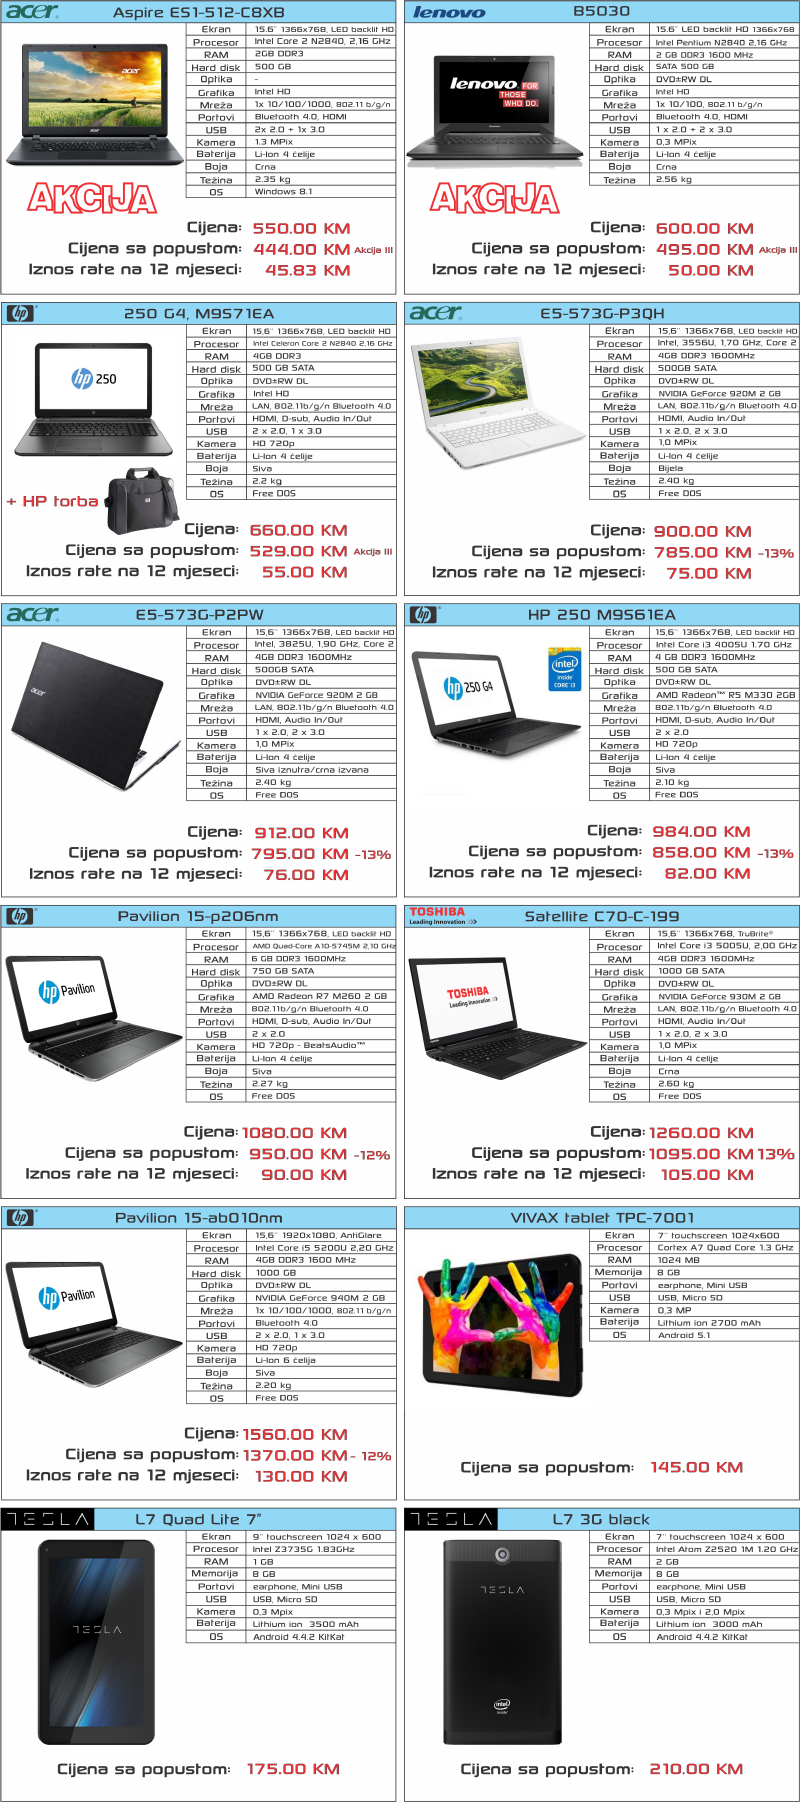 acer Aspire ES1-512-C8XB
Ekran 15.6" 1366x768, LED backlit HD
Procesor Intel Core 2 N2840, 2,16 GHz
RAM 2GB DDR3
Hard disk 500 GB
Optika -
Grafika Intel HD
Mreža 1x 10/100/1000, 802.11 b/g/n
Portovi Bluetooth 4.0, HDMI
USB 2x 2.0 + 1x 3.0
Kamera 1.3 MPix
Baterija Li-Ion 4 ćelije
Boja Crna
Težina 2.35 kg
OS Windows 8.1
acer
acer
AKCIJA
Cijena: 550.00 KM
Cijena sa popustom: 444.00 KM Akcija !!!
Iznos rate na 12 mjeseci: 45.83 KM
lenovo B5030
Ekran 15.6" LED backlit HD 1366x768
Procesor Intel Pentium N2840 2,16 GHz
RAM 2 GB DDR3 1600 MHz
Hard disk SATA 500 GB
Optika DVD±RW DL
Grafika Intel HD
Mreža 1x 10/100, 802.11 b/g/n
Portovi Bluetooth 4.0, HDMI
USB 1 x 2.0 + 2 x 3.0
Kamera 0,3 MPix
Baterija Li-Ion 4 ćelije
Boja Crna
Težina 2.56 kg
lenovo FOR THOSE WHO DO.
AKCIJA
Cijena: 600.00 KM
Cijena sa popustom: 495.00 KM Akcija !!!
Iznos rate na 12 mjeseci: 50.00 KM
hp 250 G4, M9S71EA
Ekran 15,6" 1366x768, LED backlit HD
Procesor Intel Celeron Core 2 N2840 2,16 GHz
RAM 4GB DDR3
Hard disk 500 GB SATA
Optika DVD±RW DL
Grafika Intel HD
Mreža LAN, 802.11b/g/n Bluetooth 4.0
Portovi HDMI, D-sub, Audio In/Out
USB 2 x 2.0, 1 x 3.0
Kamera HD 720p
Baterija Li-Ion 4 ćelije
Boja Siva
Težina 2.2 kg
OS Free DOS
hp 250
+ HP torba
Cijena: 660.00 KM
Cijena sa popustom: 529.00 KM Akcija !!!
Iznos rate na 12 mjeseci: 55.00 KM
acer E5-573G-P3QH
Ekran 15,6" 1366x768, LED backlit HD
Procesor Intel, 3556U, 1,70 GHz, Core 2
RAM 4GB DDR3 1600MHz
Hard disk 500GB SATA
Optika DVD±RW DL
Grafika NVIDIA GeForce 920M 2 GB
Mreža LAN, 802.11b/g/n Bluetooth 4.0
Portovi HDMI, Audio In/Out
USB 1 x 2.0, 2 x 3.0
Kamera 1,0 MPix
Baterija Li-Ion 4 ćelije
Boja Bijela
Težina 2.40 kg
OS Free DOS
Cijena: 900.00 KM
Cijena sa popustom: 785.00 KM -13%
Iznos rate na 12 mjeseci: 75.00 KM
acer E5-573G-P2PW
Ekran 15,6" 1366x768, LED backlit HD
Procesor Intel, 3825U, 1,90 GHz, Core 2
RAM 4GB DDR3 1600MHz
Hard disk 500GB SATA
Optika DVD±RW DL
Grafika NVIDIA GeForce 920M 2 GB
Mreža LAN, 802.11b/g/n Bluetooth 4.0
Portovi HDMI, Audio In/Out
USB 1 x 2.0, 2 x 3.0
Kamera 1,0 MPix
Baterija Li-Ion 4 ćelije
Boja Siva iznutra/crna izvana
Težina 2.40 kg
OS Free DOS
acer
Cijena: 912.00 KM
Cijena sa popustom: 795.00 KM -13%
Iznos rate na 12 mjeseci: 76.00 KM
hp HP 250 M9S61EA
Ekran 15,6" 1366x768, LED backlit HD
Procesor Intel Core i3 4005U 1.70 GHz
RAM 4 GB DDR3 1600MHz
Hard disk 500 GB SATA
Optika DVD±RW DL
Grafika AMD Radeon™ R5 M330 2GB
Mreža 802.11b/g/n Bluetooth 4.0
Portovi HDMI, D-sub, Audio In/Out
USB 2 x 2.0
Kamera HD 720p
Baterija Li-Ion 4 ćelije
Boja Siva
Težina 2.10 kg
OS Free DOS
hp 250 G4
intel inside CORE i3
Cijena: 984.00 KM
Cijena sa popustom: 858.00 KM -13%
Iznos rate na 12 mjeseci: 82.00 KM
hp Pavilion 15-p206nm
Ekran 15,6" 1366x768, LED backlit HD
Procesor AMD Quad-Core A10-5745M 2,10 GHz
RAM 6 GB DDR3 1600MHz
Hard disk 750 GB SATA
Optika DVD±RW DL
Grafika AMD Radeon R7 M260 2 GB
Mreža 802.11b/g/n Bluetooth 4.0
Portovi HDMI, D-sub, Audio In/Out
USB 2 x 2.0
Kamera HD 720p - BeatsAudio™
Baterija Li-Ion 4 ćelije
Boja Siva
Težina 2.27 kg
OS Free DOS
hp Pavilion
Cijena: 1080.00 KM
Cijena sa popustom: 950.00 KM -12%
Iznos rate na 12 mjeseci: 90.00 KM
TOSHIBA Leading Innovation >>> Satellite C70-C-199
Ekran 15,6" 1366x768, TruBrite®
Procesor Intel Core i3 5005U, 2,00 GHz
RAM 4GB DDR3 1600MHz
Hard disk 1000 GB SATA
Optika DVD±RW DL
Grafika NVIDIA GeForce 930M 2 GB
Mreža LAN, 802.11b/g/n Bluetooth 4.0
Portovi HDMI, Audio In/Out
USB 1 x 2.0, 2 x 3.0
Kamera 1,0 MPix
Baterija Li-Ion 4 ćelije
Boja Crna
Težina 2.60 kg
OS Free DOS
TOSHIBA
Leading Innovation >>>
Cijena: 1260.00 KM
Cijena sa popustom: 1095.00 KM 13%
Iznos rate na 12 mjeseci: 105.00 KM
hp Pavilion 15-ab010nm
Ekran 15,6" 1920x1080, AntiGlare
Procesor Intel Core i5 5200U 2,20 GHz
RAM 4GB DDR3 1600 MHz
Hard disk 1000 GB
Optika DVD±RW DL
Grafika NVIDIA GeForce 940M 2 GB
Mreža 1x 10/100/1000, 802.11 b/g/n
Portovi Bluetooth 4.0
USB 2 x 2.0, 1 x 3.0
Kamera HD 720p
Baterija Li-Ion 6 ćelija
Boja Siva
Težina 2.20 kg
OS Free DOS
hp Pavilion
Cijena: 1560.00 KM
Cijena sa popustom: 1370.00 KM - 12%
Iznos rate na 12 mjeseci: 130.00 KM
VIVAX tablet TPC-7001
Ekran 7" touchscreen 1024x600
Procesor Cortex A7 Quad Core 1.3 GHz
RAM 1024 MB
Memorija 8 GB
Portovi earphone, Mini USB
USB USB, Micro SD
Kamera 0,3 MP
Baterija Lithium ion 2700 mAh
OS Android 5.1
Cijena sa popustom: 145.00 KM
TESLA L7 Quad Lite 7"
Ekran 9" touchscreen 1024 x 600
Procesor Intel Z3735G 1.83GHz
RAM 1 GB
Memorija 8 GB
Portovi earphone, Mini USB
USB USB, Micro SD
Kamera 0,3 Mpix
Baterija Lithium ion 3500 mAh
OS Android 4.4.2 KitKat
TESLA
Cijena sa popustom: 175.00 KM
TESLA L7 3G black
Ekran 7" touchscreen 1024 x 600
Procesor Intel Atom Z2520 1M 1.20 GHz
RAM 2 GB
Memorija 8 GB
Portovi earphone, Mini USB
USB USB, Micro SD
Kamera 0,3 Mpix i 2,0 Mpix
Baterija Lithium ion 3000 mAh
OS Android 4.4.2 KitKat
TESLA
intel inside
Cijena sa popustom: 210.00 KM